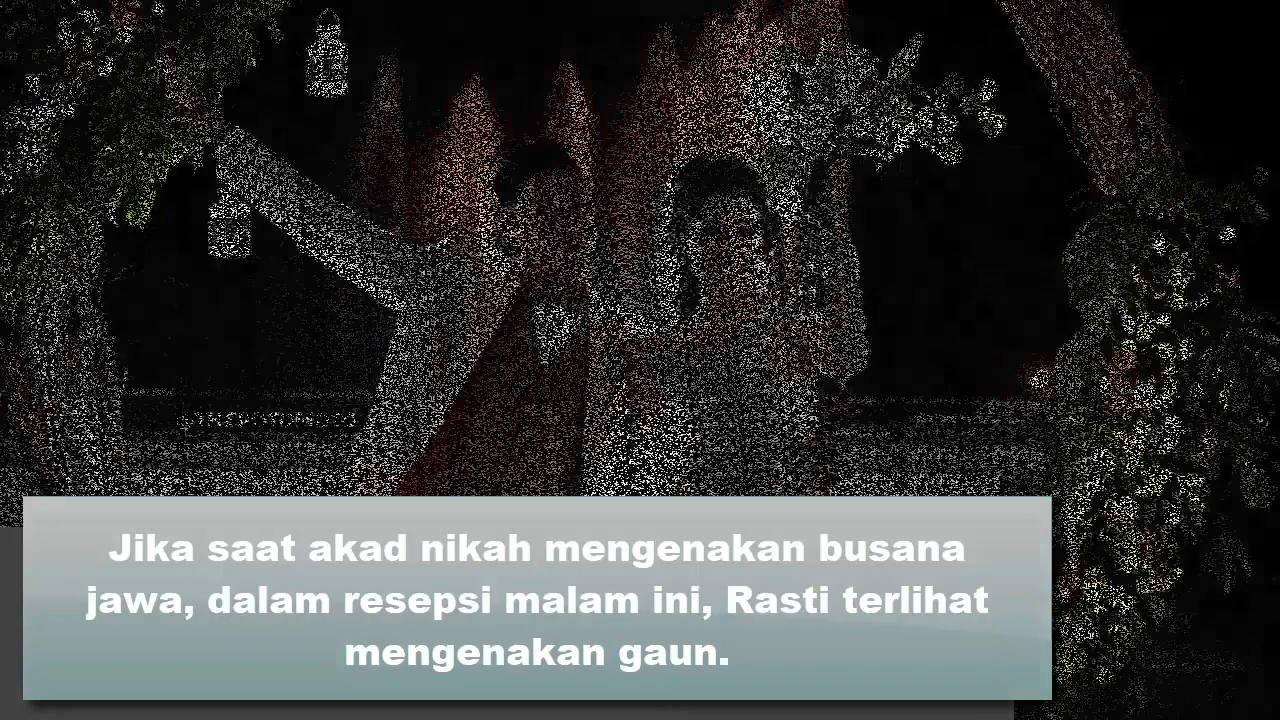 Jika saat akad nikah mengenakan busana
jawa, dalam resepsi malam ini, Rasti terlihat
mengenakan gaun.